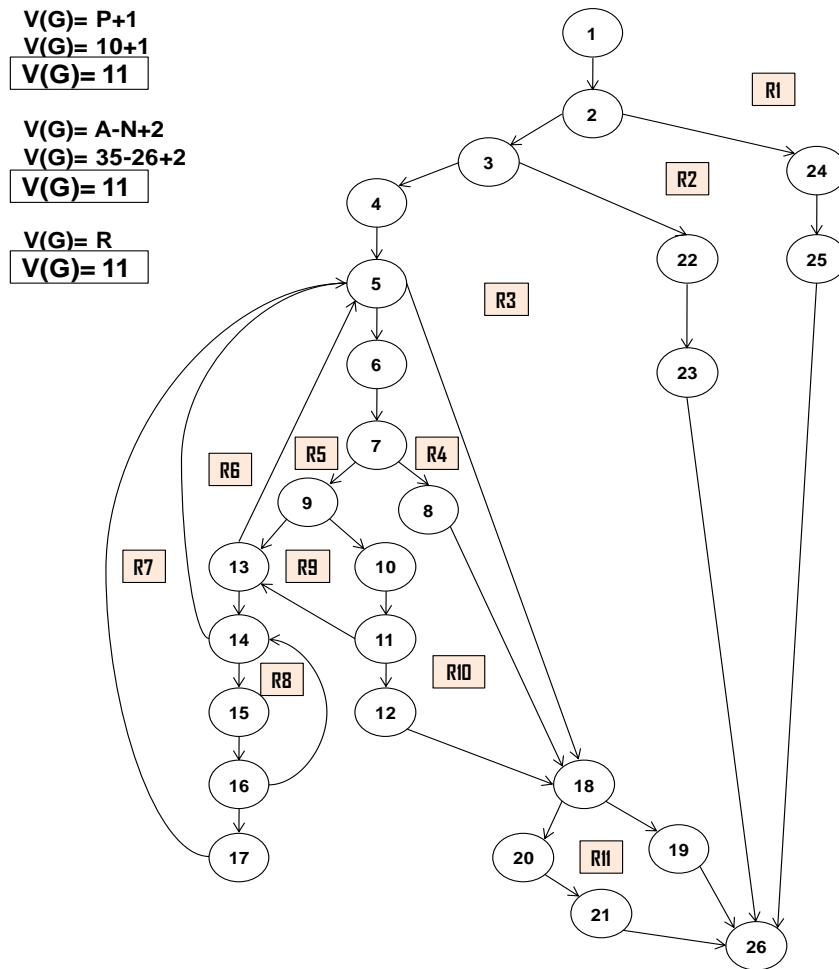 V(G)= P+1
V(G)= 10+1
V(G)= 11
V(G)= A-N+2
V(G)= 35-26+2
V(G)= 11
V(G)= R
V(G)= 11
1
R1
2
3
24
R2
4
22
25
5
R3
6
23
7
R5
R4
R6
9
8
R7
13
R9
10
14
11
R8
R10
15
12
16
18
17
20
R11
19
21
26